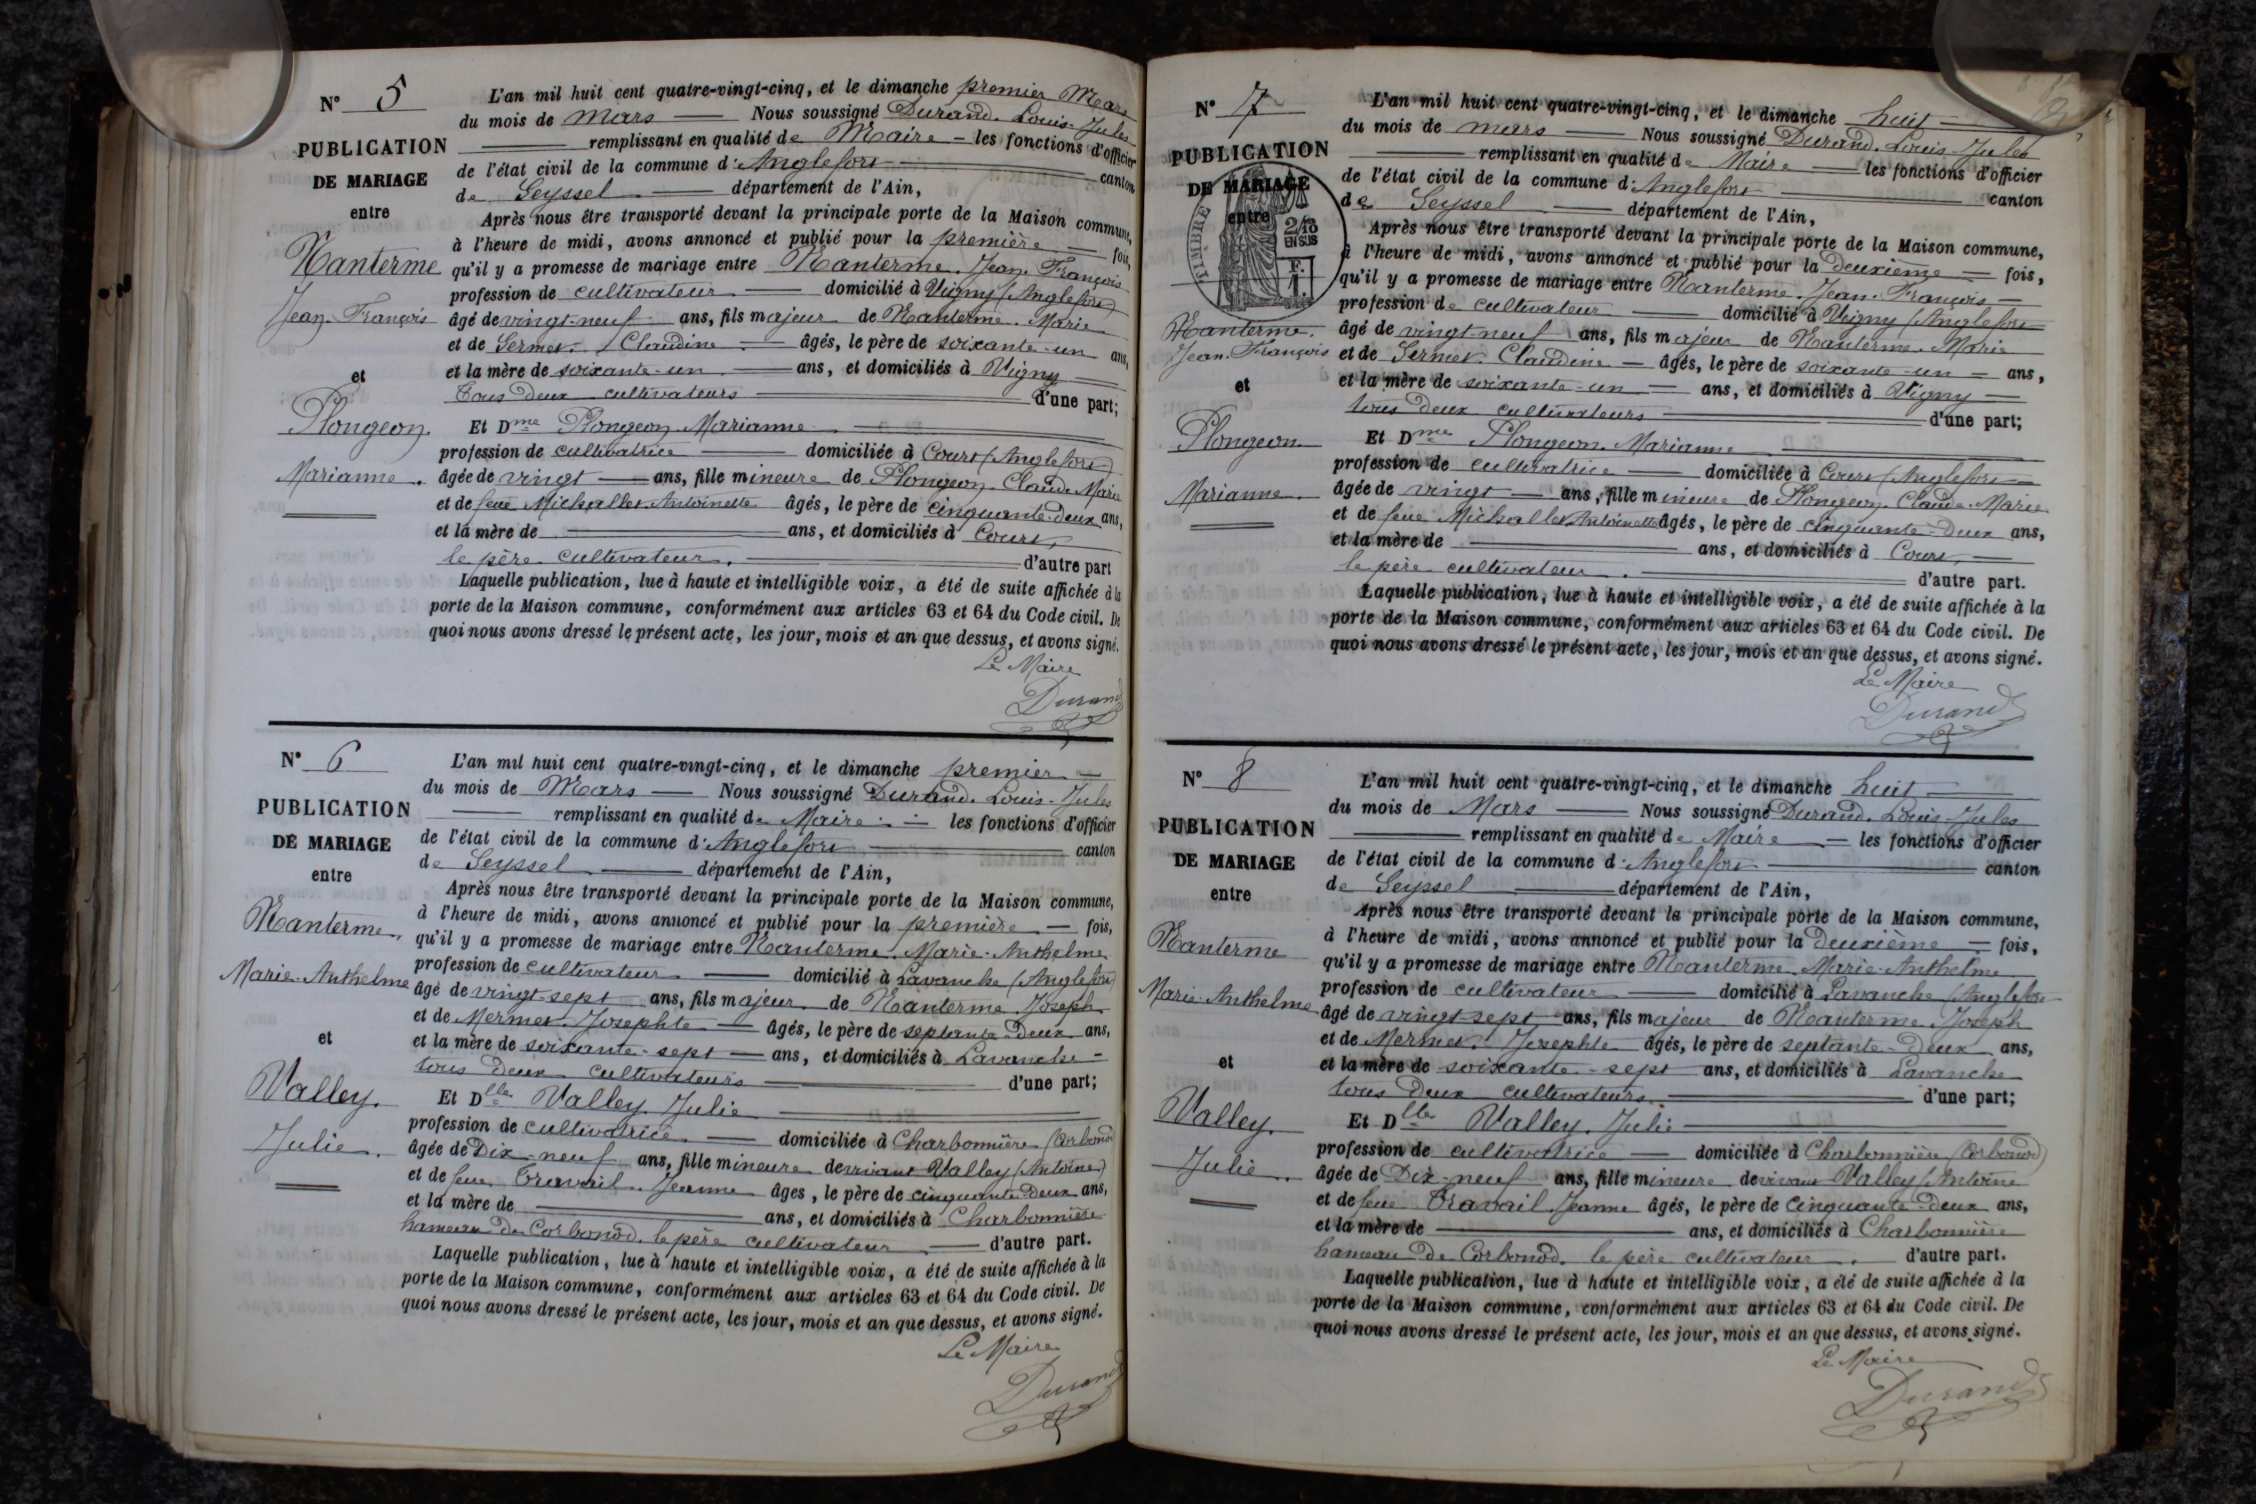 N° 5
PUBLICATION
DE MARIAGE
entre
Nanterme
Jean François
et
Plongeon
Marianne.
L'an mil huit cent quatre-vingt-cinq, et le dimanche premier Mars
du mois de Mars Nous soussigné Durand. Louis-Jules
remplissant en qualité de Maire les fonctions d'officier
de l'état civil de la commune d'Anglefort canton
de Seyssel département de l'Ain,
Après nous être transporté devant la principale porte de la Maison commune,
à l'heure de midi, avons annoncé et publié pour la première fois,
qu'il y a promesse de mariage entre Nanterme. Jean. François
profession de cultivateur domicilié à Vigny (Anglefort)
âgé de vingt-neuf ans, fils majeur de Nanterme. Marie
et de Sermet. Claudine âgés, le père de soixante-un ans,
et la mère de soixante-un ans, et domiciliés à Vigny
Tous deux cultivateurs d'une part;
Et Dme Plongeon Marianne
profession de cultivatrice domiciliée à Court (Anglefort)
âgée de vingt ans, fille mineure de Plongeon. Claude Marie
et de feue Michallet Antoinette âgés, le père de cinquante-deux ans,
et la mère de ans, et domiciliés à Court,
le père cultivateur. d'autre part
Laquelle publication, lue à haute et intelligible voix, a été de suite affichée à la
porte de la Maison commune, conformément aux articles 63 et 64 du Code civil. De
quoi nous avons dressé le présent acte, les jour, mois et an que dessus, et avons signé.
Le Maire
Durand
N° 6
PUBLICATION
DE MARIAGE
entre
Nanterme.
Marie-Anthelme
et
Valley.
Julie.
L'an mil huit cent quatre-vingt-cinq, et le dimanche premier
du mois de Mars Nous soussigné Durand. Louis-Jules
remplissant en qualité de Maire les fonctions d'officier
de l'état civil de la commune d'Anglefort canton
de Seyssel département de l'Ain,
Après nous être transporté devant la principale porte de la Maison commune,
à l'heure de midi, avons annoncé et publié pour la première fois,
qu'il y a promesse de mariage entre Nanterme. Marie-Anthelme
profession de cultivateur domicilié à Lavanche (Anglefort)
âgé de vingt-sept ans, fils majeur de Nanterme Joseph
et de Mermet. Josephte âgés, le père de septante-deux ans,
et la mère de soixante-sept ans, et domiciliés à Lavanche
tous deux cultivateurs d'une part;
Et Dlle Valley Julie
profession de cultivatrice domiciliée à Charbonnière (Corbonod
âgée de Dix-neuf ans, fille mineure de vivant Valley (Antoine)
et de feue Travail. Jeanne âges, le père de cinquante-deux ans,
et la mère de ans, et domiciliés à Charbonnière
hameau de Corbonod. le père cultivateur d'autre part.
Laquelle publication, lue à haute et intelligible voix, a été de suite affichée à la
porte de la Maison commune, conformément aux articles 63 et 64 du Code civil. De
quoi nous avons dressé le présent acte, les jour, mois et an que dessus, et avons signé.
Le Maire
Durand
N° 7
PUBLICATION
DE MARIAGE
entre
TIMBRE
EN SUS
Nanterme.
Jean. François
et
Plongeon
Marianne.
L'an mil huit cent quatre-vingt-cinq, et le dimanche huit
du mois de mars Nous soussigné Durand. Louis-Jules
remplissant en qualité de Maire les fonctions d'officier
de l'état civil de la commune d'Anglefort canton
de Seyssel département de l'Ain,
Après nous être transporté devant la principale porte de la Maison commune,
à l'heure de midi, avons annoncé et publié pour la deuxième fois,
qu'il y a promesse de mariage entre Nanterme. Jean. François
profession de cultivateur domicilié à Vigny (Anglefort
âgé de vingt-neuf ans, fils majeur de Nanterme. Marie
et de Sermet. Claudine âgés, le père de soixante-un ans,
et la mère de soixante-un ans, et domiciliés à Vigny
tous deux cultivateurs d'une part;
Et Dme Plongeon. Marianne
profession de cultivatrice domiciliée à Court (Anglefort
âgée de vingt ans, fille mineure de Plongeon. Claude. Marie
et de feue Michallet Antoinette âgés, le père de cinquante-Deux ans,
et la mère de ans, et domiciliés à Court,
le père cultivateur. d'autre part.
Laquelle publication, lue à haute et intelligible voix, a été de suite affichée à la
porte de la Maison commune, conformément aux articles 63 et 64 du Code civil. De
quoi nous avons dressé le présent acte, les jour, mois et an que dessus, et avons signé.
Le Maire
Durand
N° 8
PUBLICATION
DE MARIAGE
entre
Nanterme
Marie-Anthelme
et
Valley.
Julie.
L'an mil huit cent quatre-vingt-cinq, et le dimanche huit
du mois de Mars Nous soussigné Durand. Louis-Jules
remplissant en qualité de Maire les fonctions d'officier
de l'état civil de la commune d'Anglefort canton
de Seyssel département de l'Ain,
Après nous être transporté devant la principale porte de la Maison commune,
à l'heure de midi, avons annoncé et publié pour la deuxième fois,
qu'il y a promesse de mariage entre Nanterme Marie-Anthelme
profession de cultivateur domicilié à Lavanche (Anglefort
âgé de vingt-sept ans, fils majeur de Nanterme. Joseph
et de Mermet. Josephte âgés, le père de septante-Deux ans,
et la mère de soixante-sept ans, et domiciliés à Lavanche
tous deux cultivateurs. d'une part;
Et Dlle Valley. Julie
profession de cultivatrice domiciliée à Charbonnière (Corbonod)
âgée de Dix-neuf ans, fille mineure de vivant Valley (Antoine
et de feue Travail. Jeanne âgés, le père de cinquante-deux ans,
et la mère de ans, et domiciliés à Charbonnière
hameau de Corbonod. le père cultivateur. d'autre part.
Laquelle publication, lue à haute et intelligible voix, a été de suite affichée à la
porte de la Maison commune, conformément aux articles 63 et 64 du Code civil. De
quoi nous avons dressé le présent acte, les jour, mois et an que dessus, et avons signé.
Le Maire
Durand